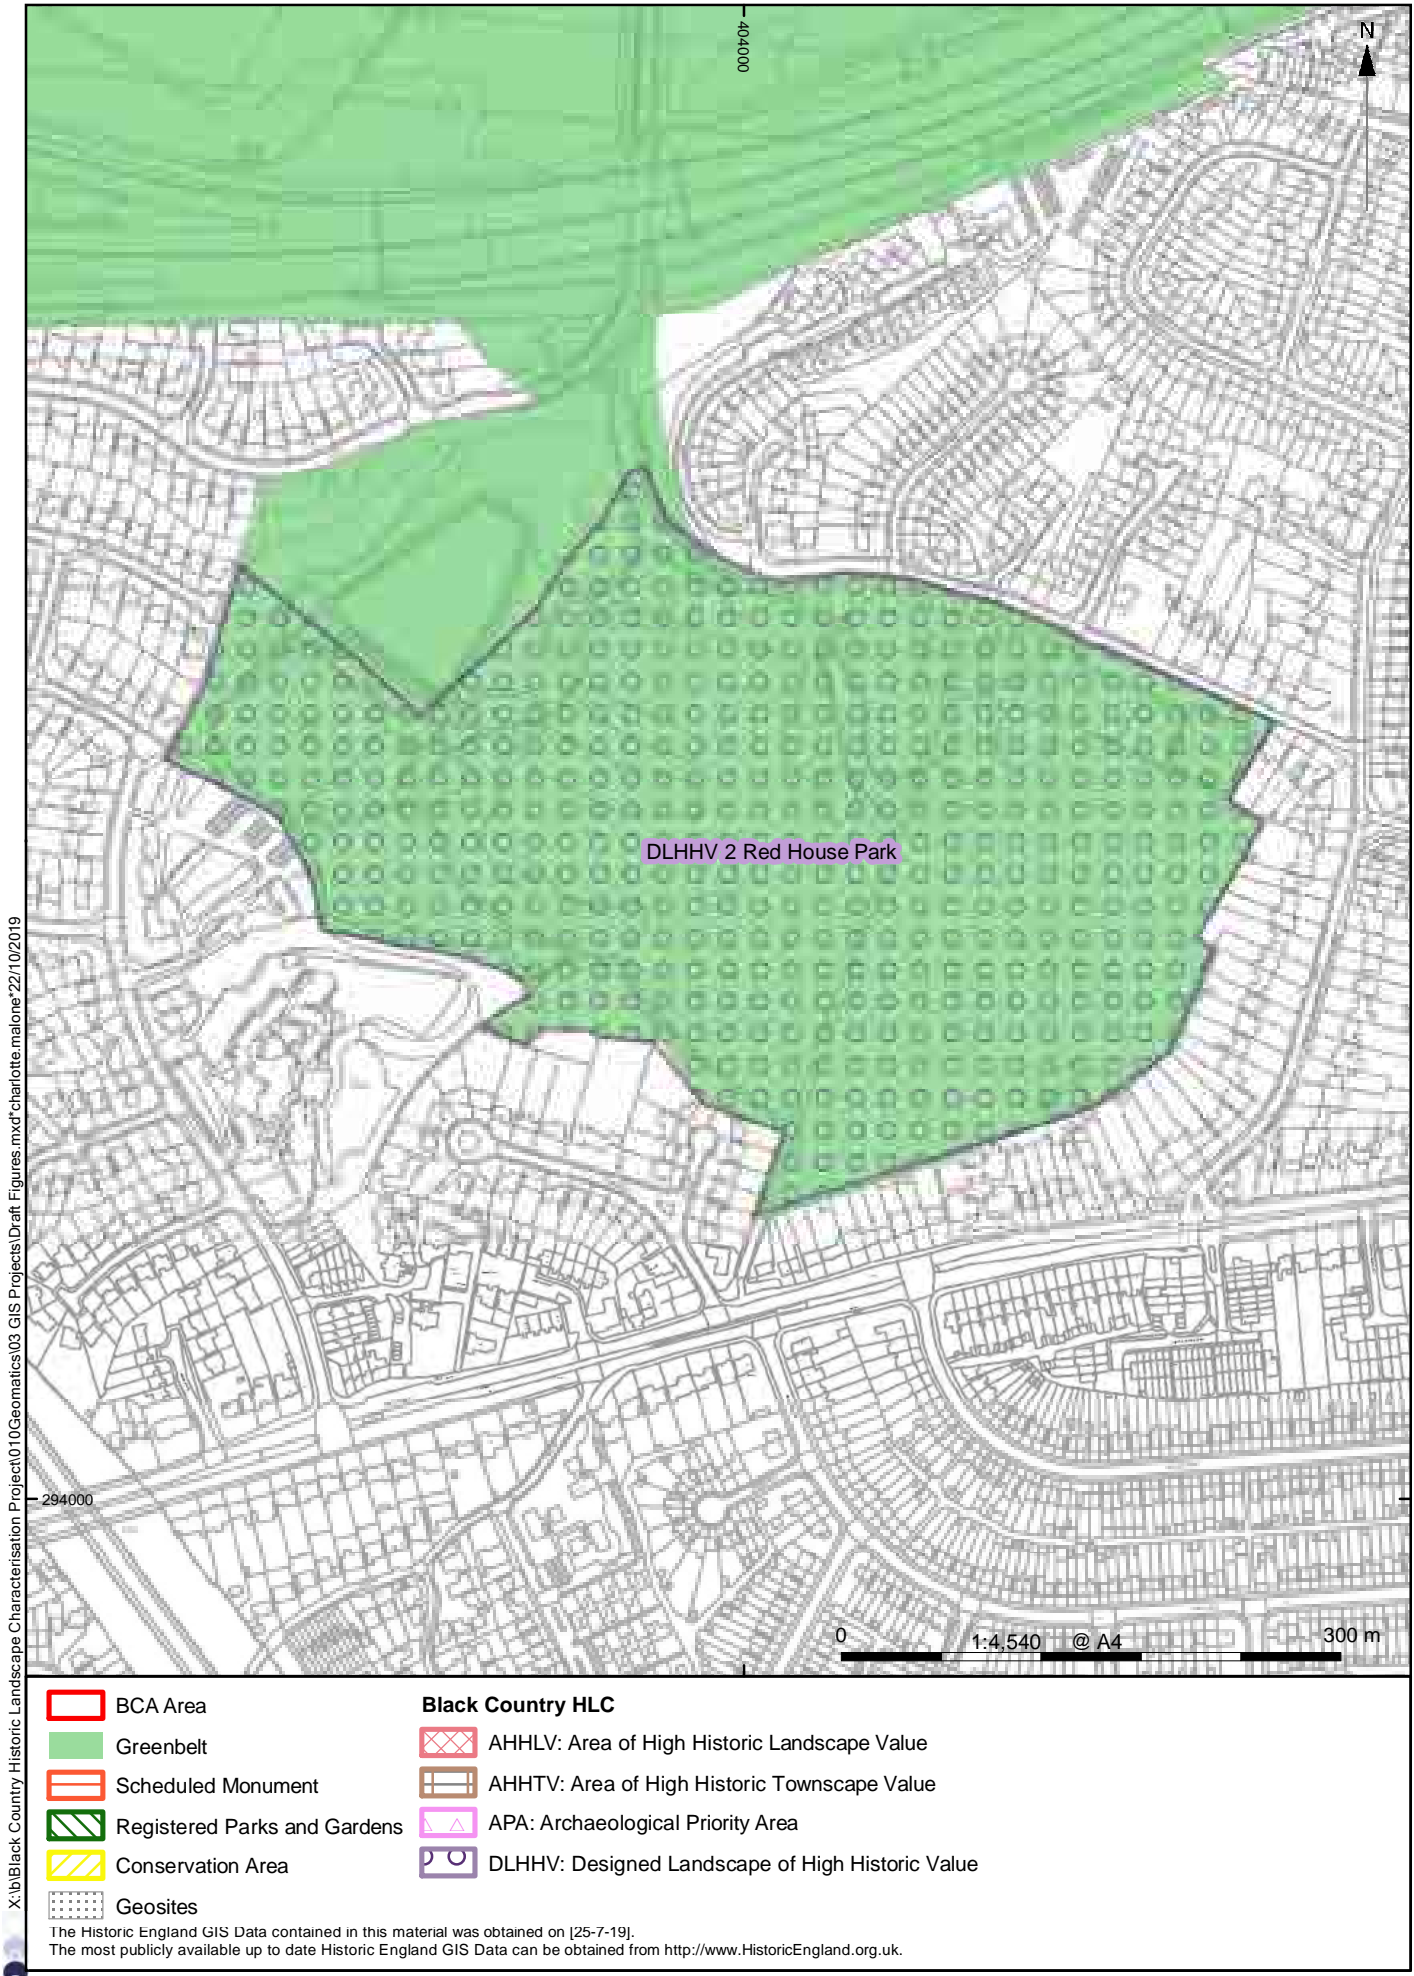 404000
N
DLHHV 2 Red House Park
294000
0
1:4,540 @ A4
300 m
X:\b\Black Country Historic Landscape Characterisation Project\010Geomatics\03 GIS Projects\Draft Figures.mxd*charlotte.malone*22/10/2019
BCA Area
Greenbelt
Scheduled Monument
Registered Parks and Gardens
Conservation Area
Geosites
Black Country HLC
AHHLV: Area of High Historic Landscape Value
AHHTV: Area of High Historic Townscape Value
APA: Archaeological Priority Area
DLHHV: Designed Landscape of High Historic Value
The Historic England GIS Data contained in this material was obtained on [25-7-19].
The most publicly available up to date Historic England GIS Data can be obtained from http://www.HistoricEngland.org.uk.